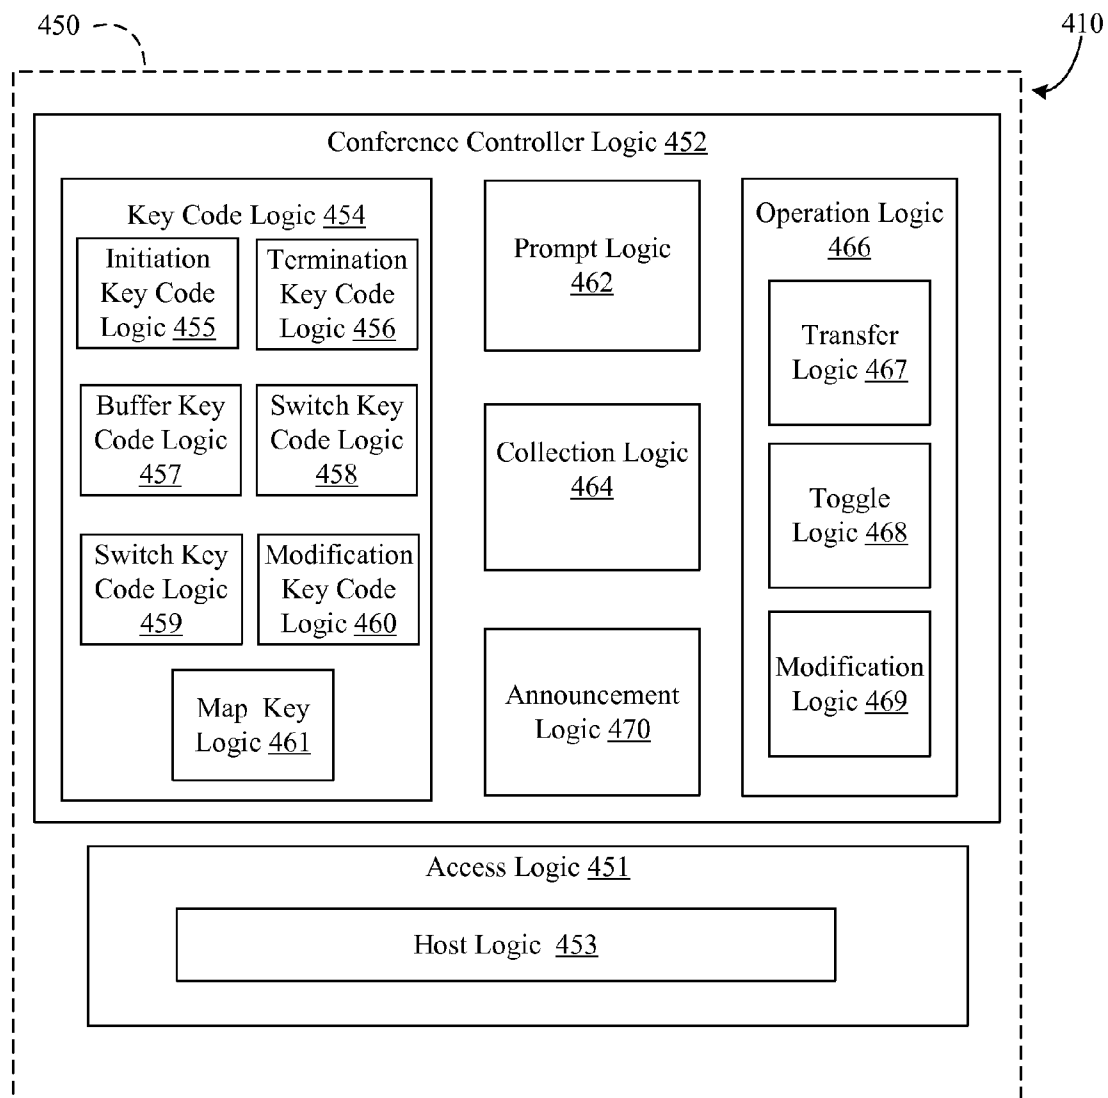 450
410
Conference Controller Logic 452
Key Code Logic 454
Initiation
Key Code
Logic 455
Termination
Key Code
Logic 456
Buffer Key
Code Logic
457
Switch Key
Code Logic
458
Switch Key
Code Logic
459
Modification
Key Code
Logic 460
Map Key
Logic 461
Prompt Logic
462
Collection Logic
464
Announcement
Logic 470
Operation Logic
466
Transfer
Logic 467
Toggle
Logic 468
Modification
Logic 469
Access Logic 451
Host Logic 453